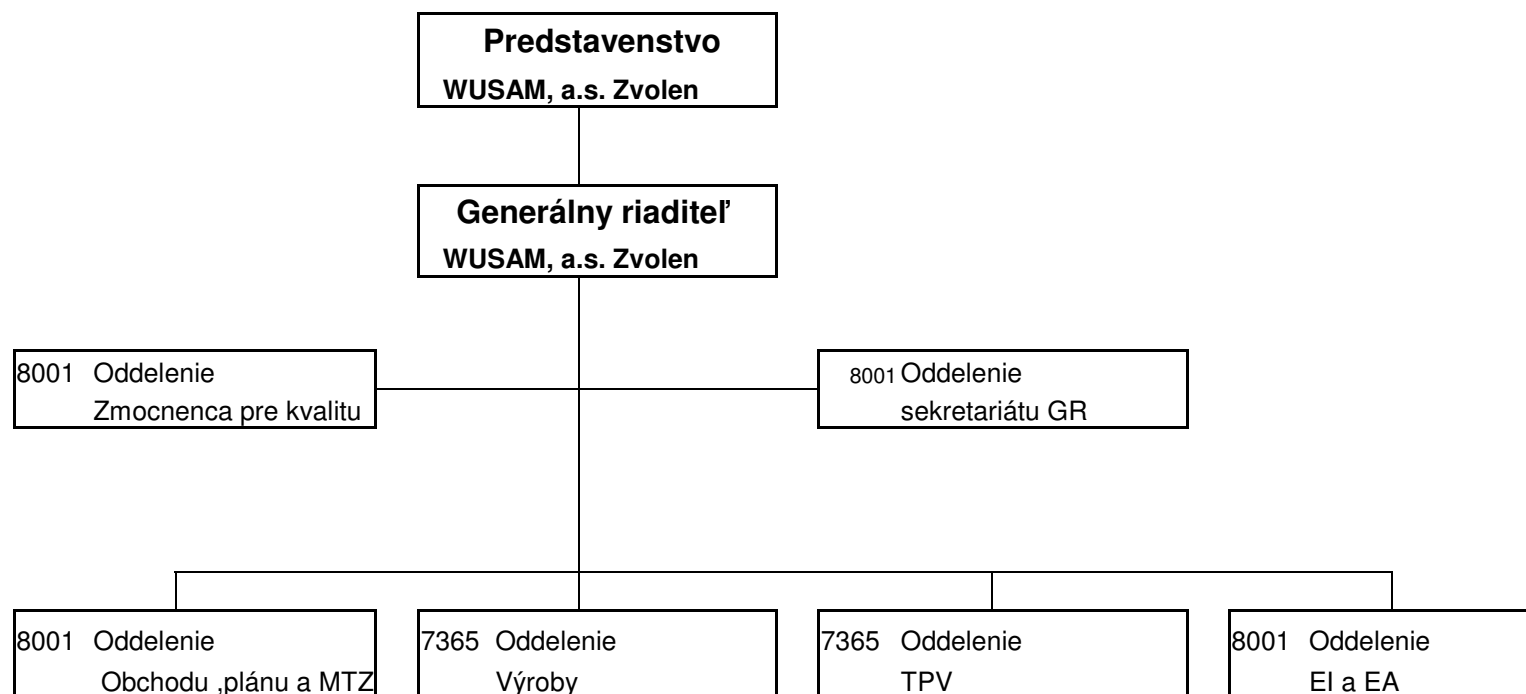 Predstavenstvo
WUSAM, a.s. Zvolen
Generálny riaditeľ
WUSAM, a.s. Zvolen
8001 Oddelenie
Zmocnenca pre kvalitu
8001 Oddelenie
sekretariátu GR
8001 Oddelenie
Obchodu ,plánu a MTZ
7365 Oddelenie
Výroby
7365 Oddelenie
TPV
8001 Oddelenie
EI a EA